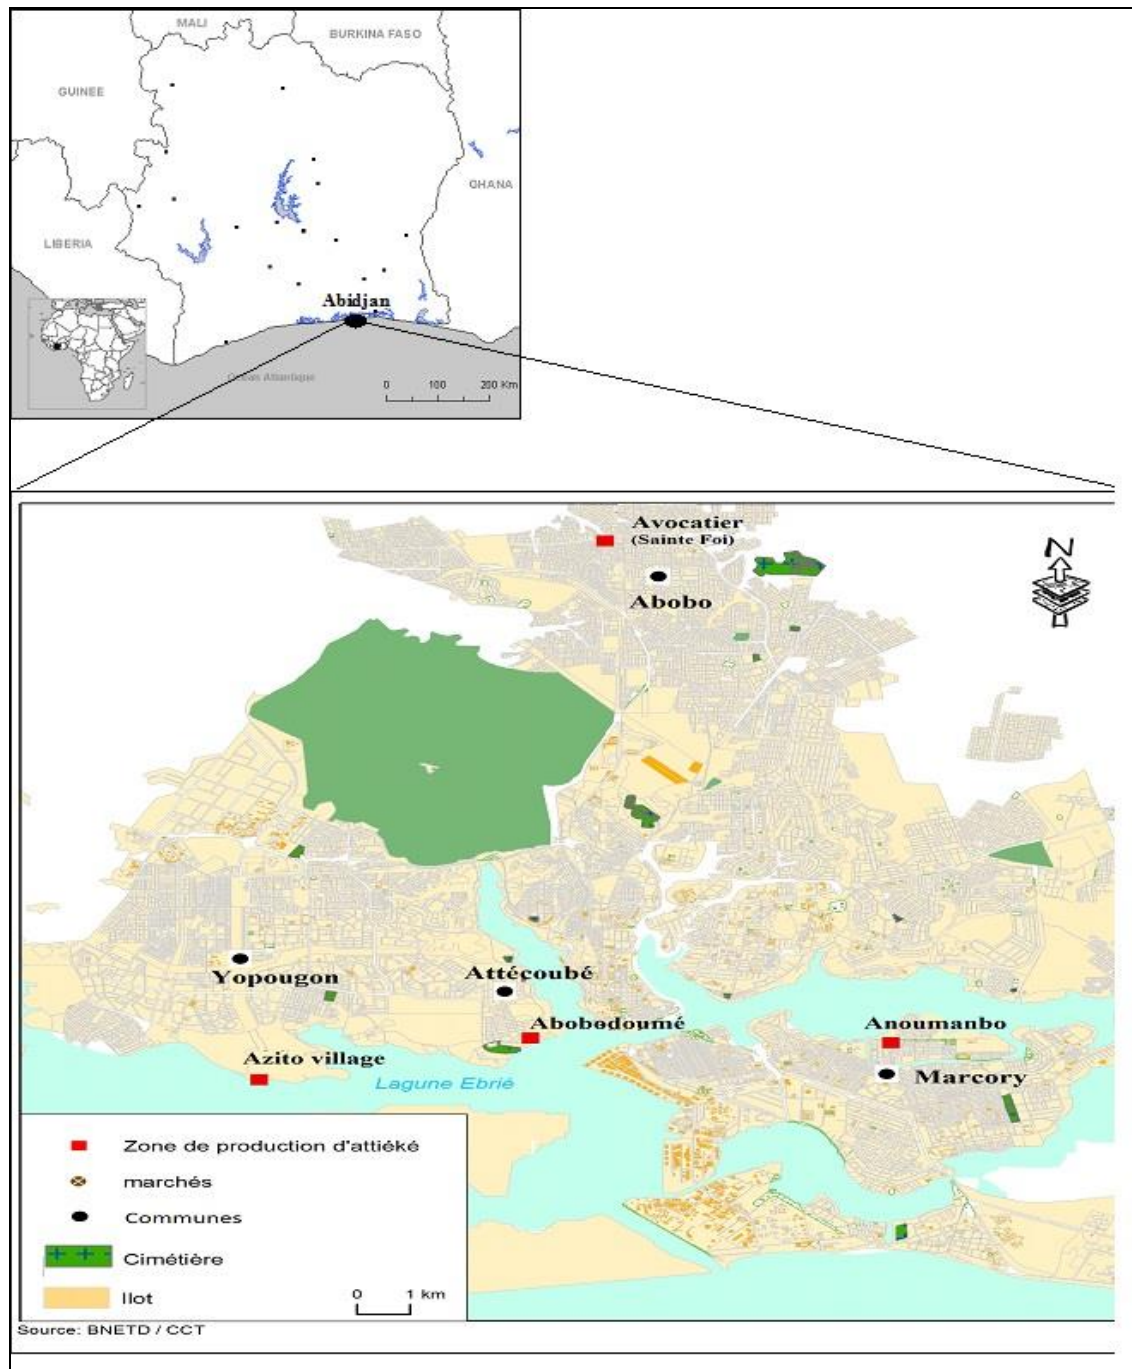 MALI
BURKINA FASO
GUINEE
GHANA
LIBERIA
Abidjan
Océan Atlantique
0 100 200 Km
Avocatier
(Sainte Foi)
N
Abobo
Yopougon
Attécoubé
Abobodoumé
Anoumanbo
Azito village
Lagune Ebrié
Marcory
Zone de production d'attiéké
marchés
Communes
Cimétière
Ilot
0 1 km
Source: BNETD / CCT